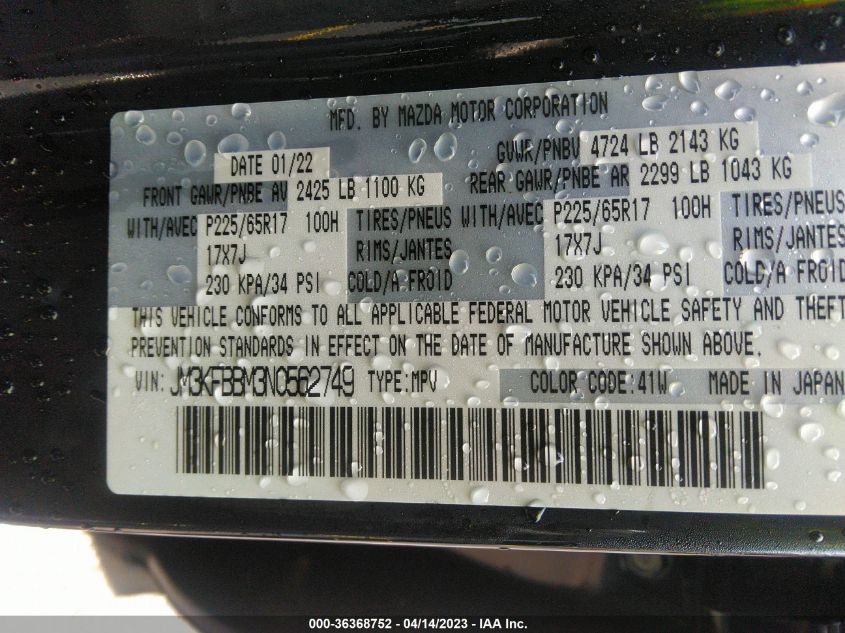 MFD. BY MAZDA MOTOR CORPORATION
DATE 01/22 GVWR/PNBV 4724 LB 2143 KG
FRONT GAWR/PNBE AV 2425 LB 1100 KG REAR GAWR/PNBE AR 2299 LB 1043 KG
WITH/AVEC P225/65R17 100H TIRES/PNEUS WITH/AVEC P225/65R17 100H TIRES/PNEUS
17X7J RIMS/JANTES 17X7J RIMS/JANTES
230 KPA/34 PSI COLD/A FROID 230 KPA/34 PSI COLD/A FROID
THIS VEHICLE CONFORMS TO ALL APPLICABLE FEDERAL MOTOR VEHICLE SAFETY AND THEFT
PREVENTION STANDARDS IN EFFECT ON THE DATE OF MANUFACTURE SHOWN ABOVE.
VIN: JM3KFBBM3N0562749 TYPE:MPV COLOR CODE:41W MADE IN JAPAN
000-36368752 — 04/14/2023 — IAA Inc.